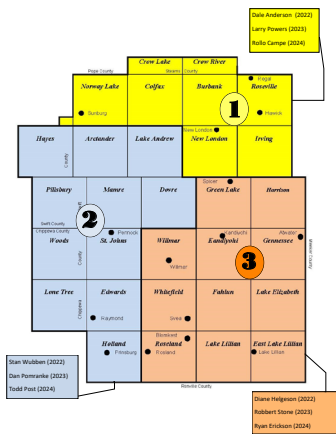 Dale Anderson (2022)
Larry Powers (2023)
Rollo Campe (2024)
Crow Lake Crow River
Pope County Stearns County
Regal
Norway Lake Colfax Burbank Roseville
1
Sunburg Hawick
New London
Hayes Arctander Lake Andrew New London Irving
County
Spicer
Pillsbury Mamre Dovre Green Lake Harrison
Swift
Swift County
Chippewa County
2
Pennock Kandiyohi Atwater
Woods St. Johns Willmar Kandiyohi Gennessee
County
3
Willmar
Meeker County
Lone Tree Edwards Whitefield Fahlun Lake Elizabeth
Chippewa
Raymond Svea
Blomkest
Holland Roseland Lake Lillian East Lake Lillian
Prinsburg Roseland Lake Lillian
Renville County
Stan Wubben (2022)
Dan Pomranke (2023)
Todd Post (2024)
Diane Helgeson (2022)
Robbert Stone (2023)
Ryan Erickson (2024)